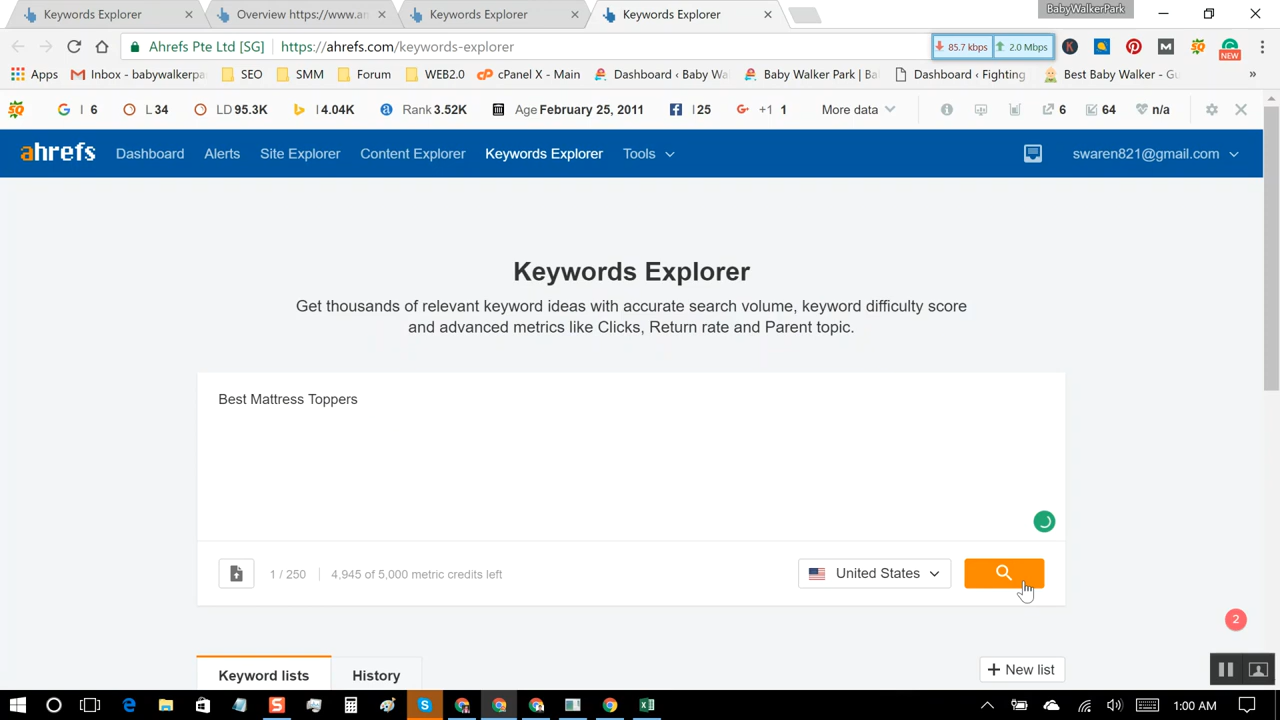 Keywords Explorer
Overview https://www.an
Keywords Explorer
Keywords Explorer
BabyWalkerPark
Ahrefs Pte Ltd [SG]
https://ahrefs.com/keywords-explorer
85.7 kbps
2.0 Mbps
NEW
Apps
Inbox - babywalkerpa
SEO
SMM
Forum
WEB2.0
cPanel X - Main
Dashboard ‹ Baby Wa
Baby Walker Park | Ba
Dashboard ‹ Fighting
Best Baby Walker - Gu
»
I 6
L 34
LD 95.3K
I 4.04K
Rank 3.52K
Age February 25, 2011
I 25
+1 1
More data
6
64
n/a
ahrefs
Dashboard
Alerts
Site Explorer
Content Explorer
Keywords Explorer
Tools
swaren821@gmail.com
Keywords Explorer
Get thousands of relevant keyword ideas with accurate search volume, keyword difficulty score
and advanced metrics like Clicks, Return rate and Parent topic.
Best Mattress Toppers
1 / 250
4,945 of 5,000 metric credits left
United States
2
Keyword lists
History
+ New list
1:00 AM